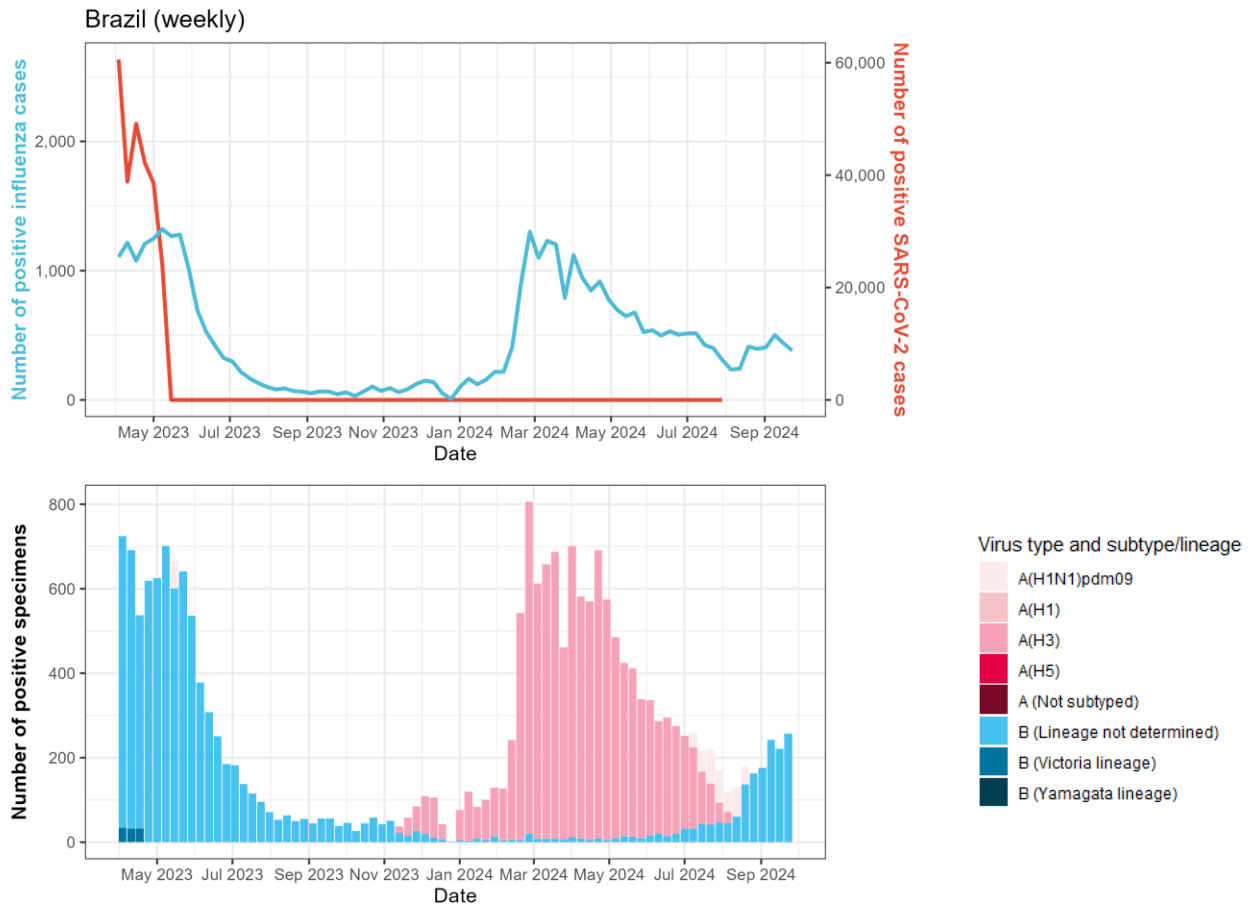 Brazil (weekly)
Number of positive influenza cases
2,000
1,000
0
60,000
40,000
20,000
0
Number of positive SARS-CoV-2 cases
May 2023 Jul 2023 Sep 2023 Nov 2023 Jan 2024 Mar 2024 May 2024 Jul 2024 Sep 2024
Date
Number of positive specimens
800
600
400
200
0
May 2023 Jul 2023 Sep 2023 Nov 2023 Jan 2024 Mar 2024 May 2024 Jul 2024 Sep 2024
Date
Virus type and subtype/lineage
A(H1N1)pdm09
A(H1)
A(H3)
A(H5)
A (Not subtyped)
B (Lineage not determined)
B (Victoria lineage)
B (Yamagata lineage)